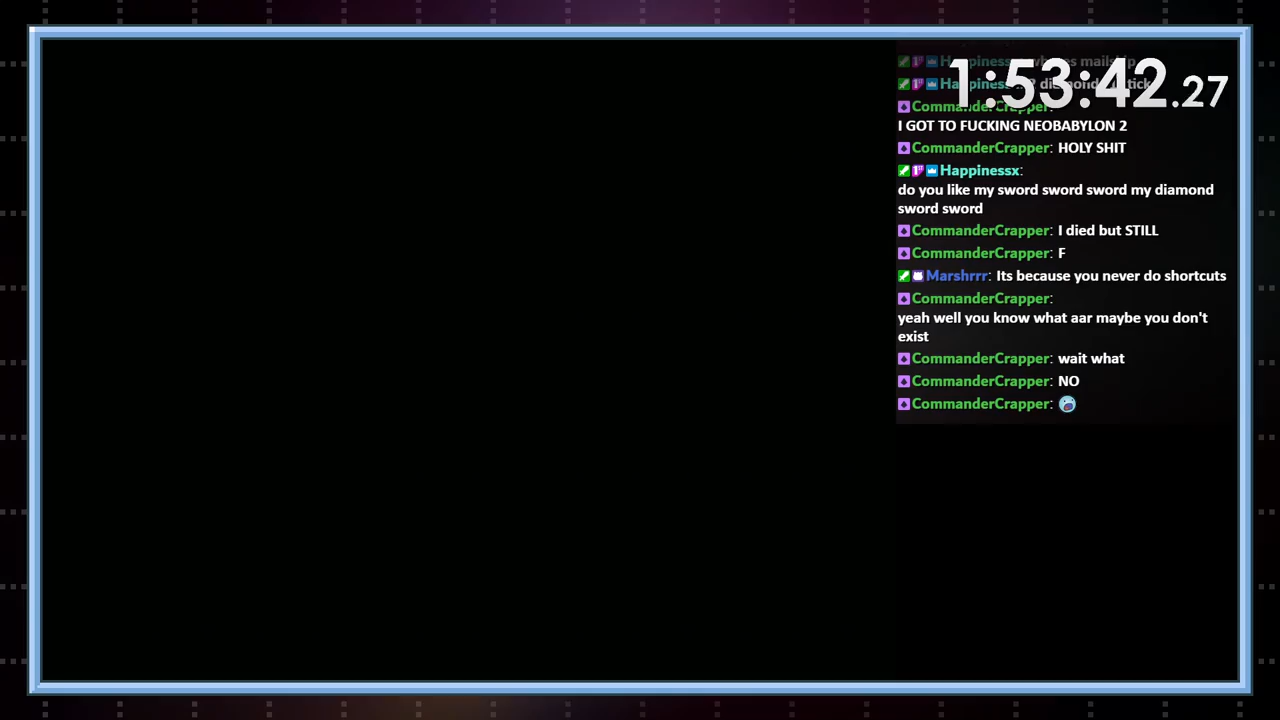 1:53:42.27
CommanderCrapper:
I GOT TO FUCKING NEOBABYLON 2
CommanderCrapper: HOLY SHIT
Happinessx:
do you like my sword sword sword my diamond
sword sword
CommanderCrapper: I died but STILL
CommanderCrapper: F
Marshrrr: Its because you never do shortcuts
CommanderCrapper:
yeah well you know what aar maybe you don't
exist
CommanderCrapper: wait what
CommanderCrapper: NO
CommanderCrapper: